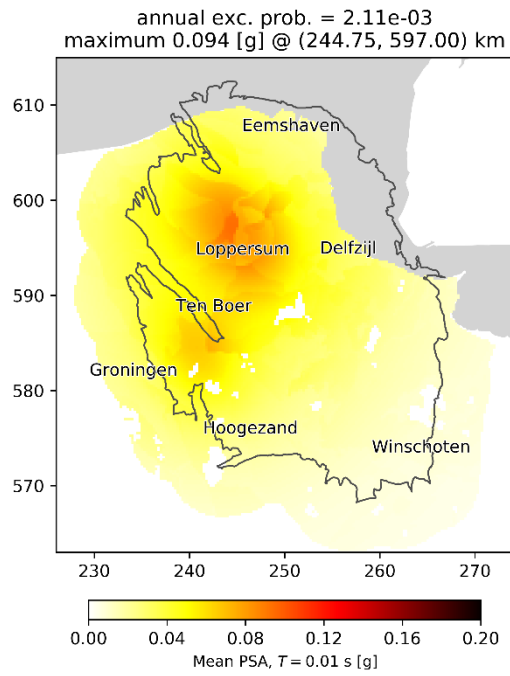 annual exc. prob. = 2.11e-03
maximum 0.094 [g] @ (244.75, 597.00) km
610
Eemshaven
600
Loppersum
Delfzijl
590
Ten Boer
Groningen
580
Hoogezand
Winschoten
570
230 240 250 260 270
0.00 0.04 0.08 0.12 0.16 0.20
Mean PSA, T = 0.01 s [g]